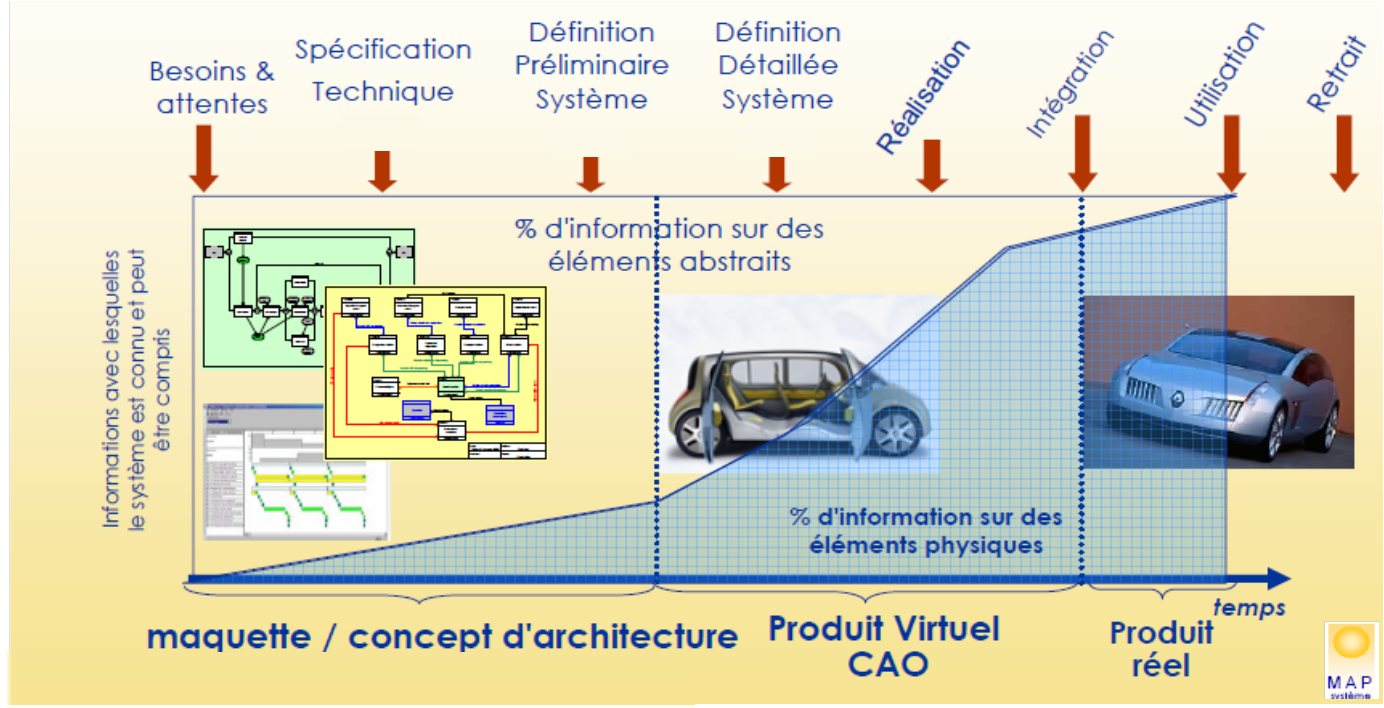 Besoins &
attentes
Spécification
Technique
Définition
Préliminaire
Système
Définition
Détaillée
Système
Réalisation
Intégration
Utilisation
Retrait
Informations avec lesquelles
le système est connu et peut
être compris
% d'information sur des
éléments abstraits
% d'information sur des
éléments physiques
temps
maquette / concept d'architecture
Produit Virtuel
CAO
Produit
réel
MAP
système